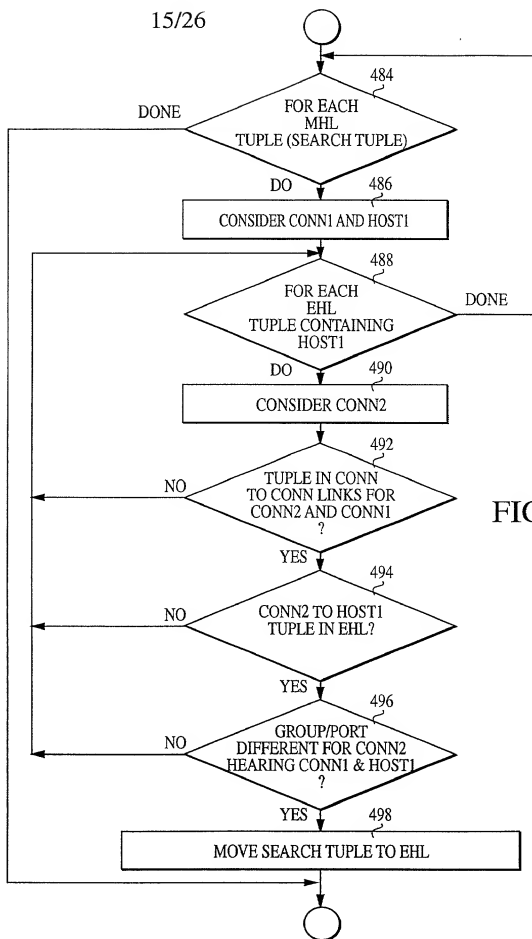 15/26
484
DONE
FOR EACH
MHL
TUPLE (SEARCH TUPLE)
DO
486
CONSIDER CONN1 AND HOST1
488
FOR EACH
EHL
TUPLE CONTAINING
HOST1
DONE
DO
490
CONSIDER CONN2
492
TUPLE IN CONN
TO CONN LINKS FOR
CONN2 AND CONN1
?
NO
FIG
YES
494
CONN2 TO HOST1
TUPLE IN EHL?
NO
YES
496
GROUP/PORT
DIFFERENT FOR CONN2
HEARING CONN1 & HOST1
?
NO
YES
498
MOVE SEARCH TUPLE TO EHL